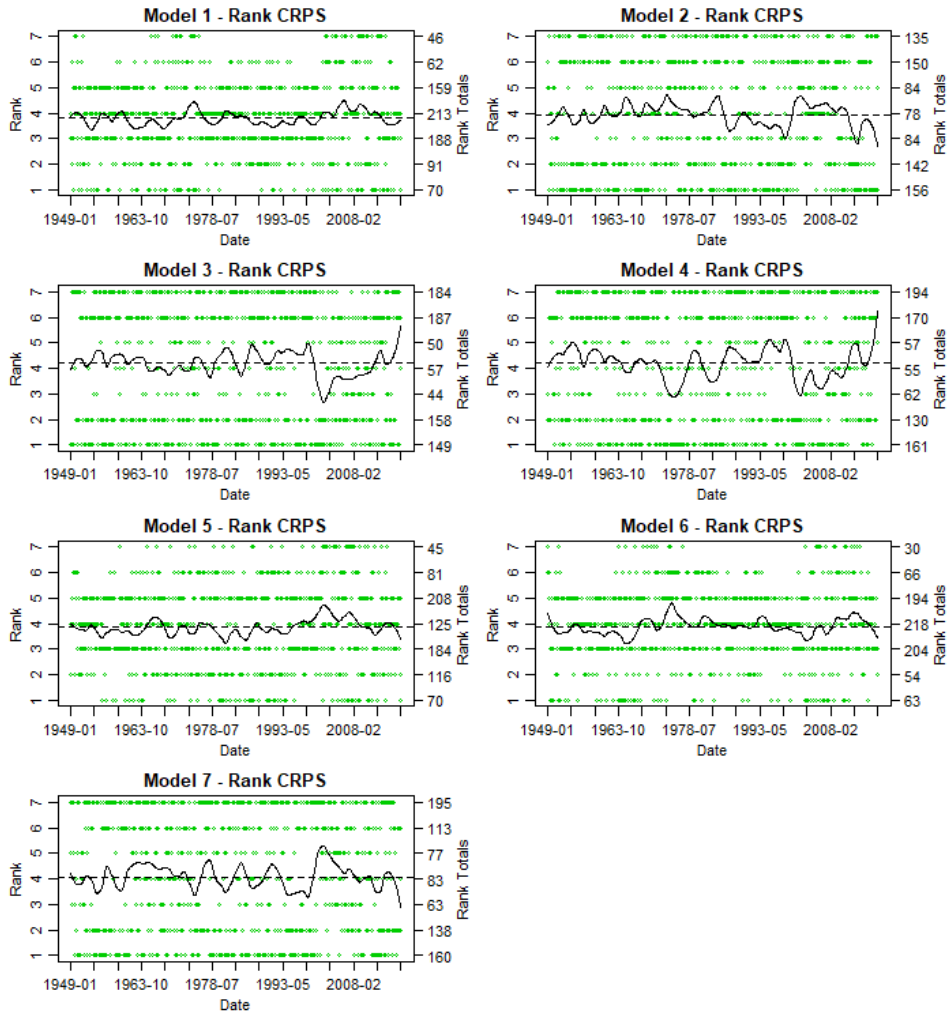 Model 1 - Rank CRPS
7 46
6 62
5 159
4 213
3 188
2 91
1 70
Rank
Rank Totals
1949-01 1963-10 1978-07 1993-05 2008-02
Date
Model 2 - Rank CRPS
7 135
6 150
5 84
4 78
3 84
2 142
1 156
Rank
Rank Totals
1949-01 1963-10 1978-07 1993-05 2008-02
Date
Model 3 - Rank CRPS
7 184
6 187
5 50
4 57
3 44
2 158
1 149
Rank
Rank Totals
1949-01 1963-10 1978-07 1993-05 2008-02
Date
Model 4 - Rank CRPS
7 194
6 170
5 57
4 55
3 62
2 130
1 161
Rank
Rank Totals
1949-01 1963-10 1978-07 1993-05 2008-02
Date
Model 5 - Rank CRPS
7 45
6 81
5 208
4 125
3 184
2 116
1 70
Rank
Rank Totals
1949-01 1963-10 1978-07 1993-05 2008-02
Date
Model 6 - Rank CRPS
7 30
6 66
5 194
4 218
3 204
2 54
1 63
Rank
Rank Totals
1949-01 1963-10 1978-07 1993-05 2008-02
Date
Model 7 - Rank CRPS
7 195
6 113
5 77
4 83
3 63
2 138
1 160
Rank
Rank Totals
1949-01 1963-10 1978-07 1993-05 2008-02
Date